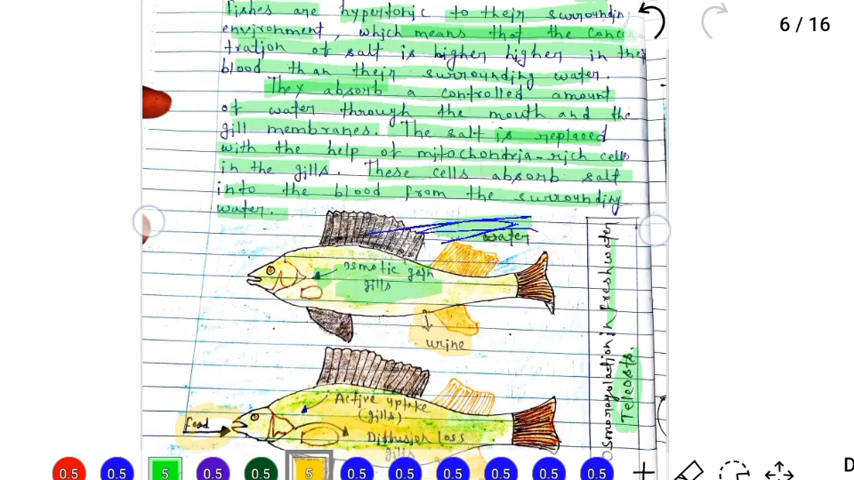 fishes are hypertonic to their surroundin
6 / 16
environment, which means that the conce
tration of salt is higher higher in thei
blood than their surrounding water.
They absorb a controlled amount
of water through the mouth and the
gill membranes. The salt is replaced
with the help of mitochondria-rich cells
in the gills. These cells absorb salt
into the blood from the surrounding
water.
water
osmotic gain
gills
urine
Osmoregulation in freshwater
Teleosts.
Active uptake
(gills)
food
Diffusion loss
gills
0.5 0.5 5 0.5 0.5 5 0.5 0.5 0.5 0.5 0.5 0.5
D